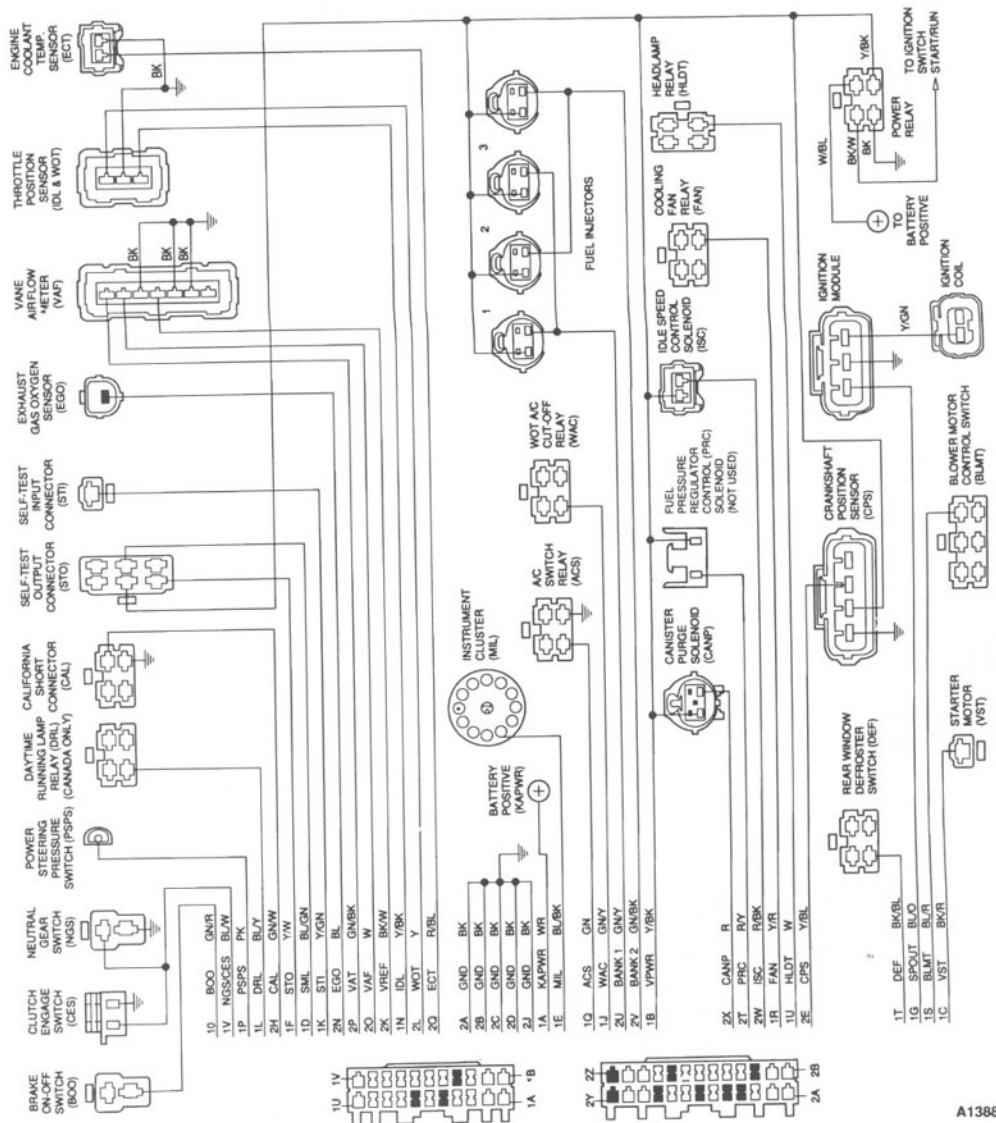 BRAKE
ON-OFF
SWITCH
(BOO)
CLUTCH
ENGAGE
SWITCH
(CES)
NEUTRAL
GEAR
SWITCH
(NGS)
POWER
STEERING
PRESSURE
SWITCH (PSPS)
DAYTIME
RUNNING LAMP
RELAY (DRL)
(CANADA ONLY)
CALIFORNIA
SHORT
CONNECTOR
(CAL)
SELF-TEST
OUTPUT
CONNECTOR
(STO)
SELF-TEST
INPUT
CONNECTOR
(STI)
EXHAUST
GAS OXYGEN
SENSOR
(EGO)
VANE
AIRFLOW
METER
(VAF)
THROTTLE
POSITION
SENSOR
(IDL & WOT)
ENGINE
COOLANT
TEMP.
SENSOR
(ECT)
BK
BK
BK
BK
BK
1O BOO GN/R
1V NGS/CES BL/W
1P PSPS PK
1L DRL BL/Y
2H CAL GN/W
1F STO Y/W
1D SML BL/GN
1K STI Y/GN
2N EGO BL
2P VAT GN/BK
2O VAF W
2K VREF BK/W
1N IDL Y/BK
2L WOT Y
2Q ECT R/BL
1U 1V
1A 1B
2A GND BK
2B GND BK
2C GND BK
2D GND BK
2J GND BK
1A KAPWR WR
1E MIL BL/BK
BATTERY
POSITIVE
(KAPWR)
INSTRUMENT
CLUSTER
(MIL)
1
2
3
FUEL INJECTORS
1Q ACS GN
1J WAC GN/Y
2U BANK 1 GN/Y
2V BANK 2 GN/BK
1B VPWR Y/BK
A/C
SWITCH
RELAY
(ACS)
WOT A/C
CUT-OFF
RELAY
(WAC)
2X CANP R
2T PRC R/Y
2W ISC R/BK
1R FAN Y/R
1U HLDT W
2E CPS Y/BL
CANISTER
PURGE
SOLENOID
(CANP)
FUEL
PRESSURE
REGULATOR
CONTROL (PRC)
SOLENOID
(NOT USED)
IDLE SPEED
CONTROL
SOLENOID
(ISC)
COOLING
FAN
RELAY
(FAN)
HEADLAMP
RELAY
(HLDT)
2Y 2Z
2A 2B
1T DEF BK/BL
1G SPOUT BL/O
1S BLMT BL/R
1C VST BK/R
REAR WINDOW
DEFROSTER
SWITCH (DEF)
CRANKSHAFT
POSITION
SENSOR
(CPS)
IGNITION
MODULE
Y/GN
IGNITION
COIL
STARTER
MOTOR
(VST)
BLOWER MOTOR
CONTROL SWITCH
(BLMT)
TO
BATTERY
POSITIVE
W/BL
BK/W
BK
Y/BK
POWER
RELAY
TO IGNITION
SWITCH
START/RUN
A1388